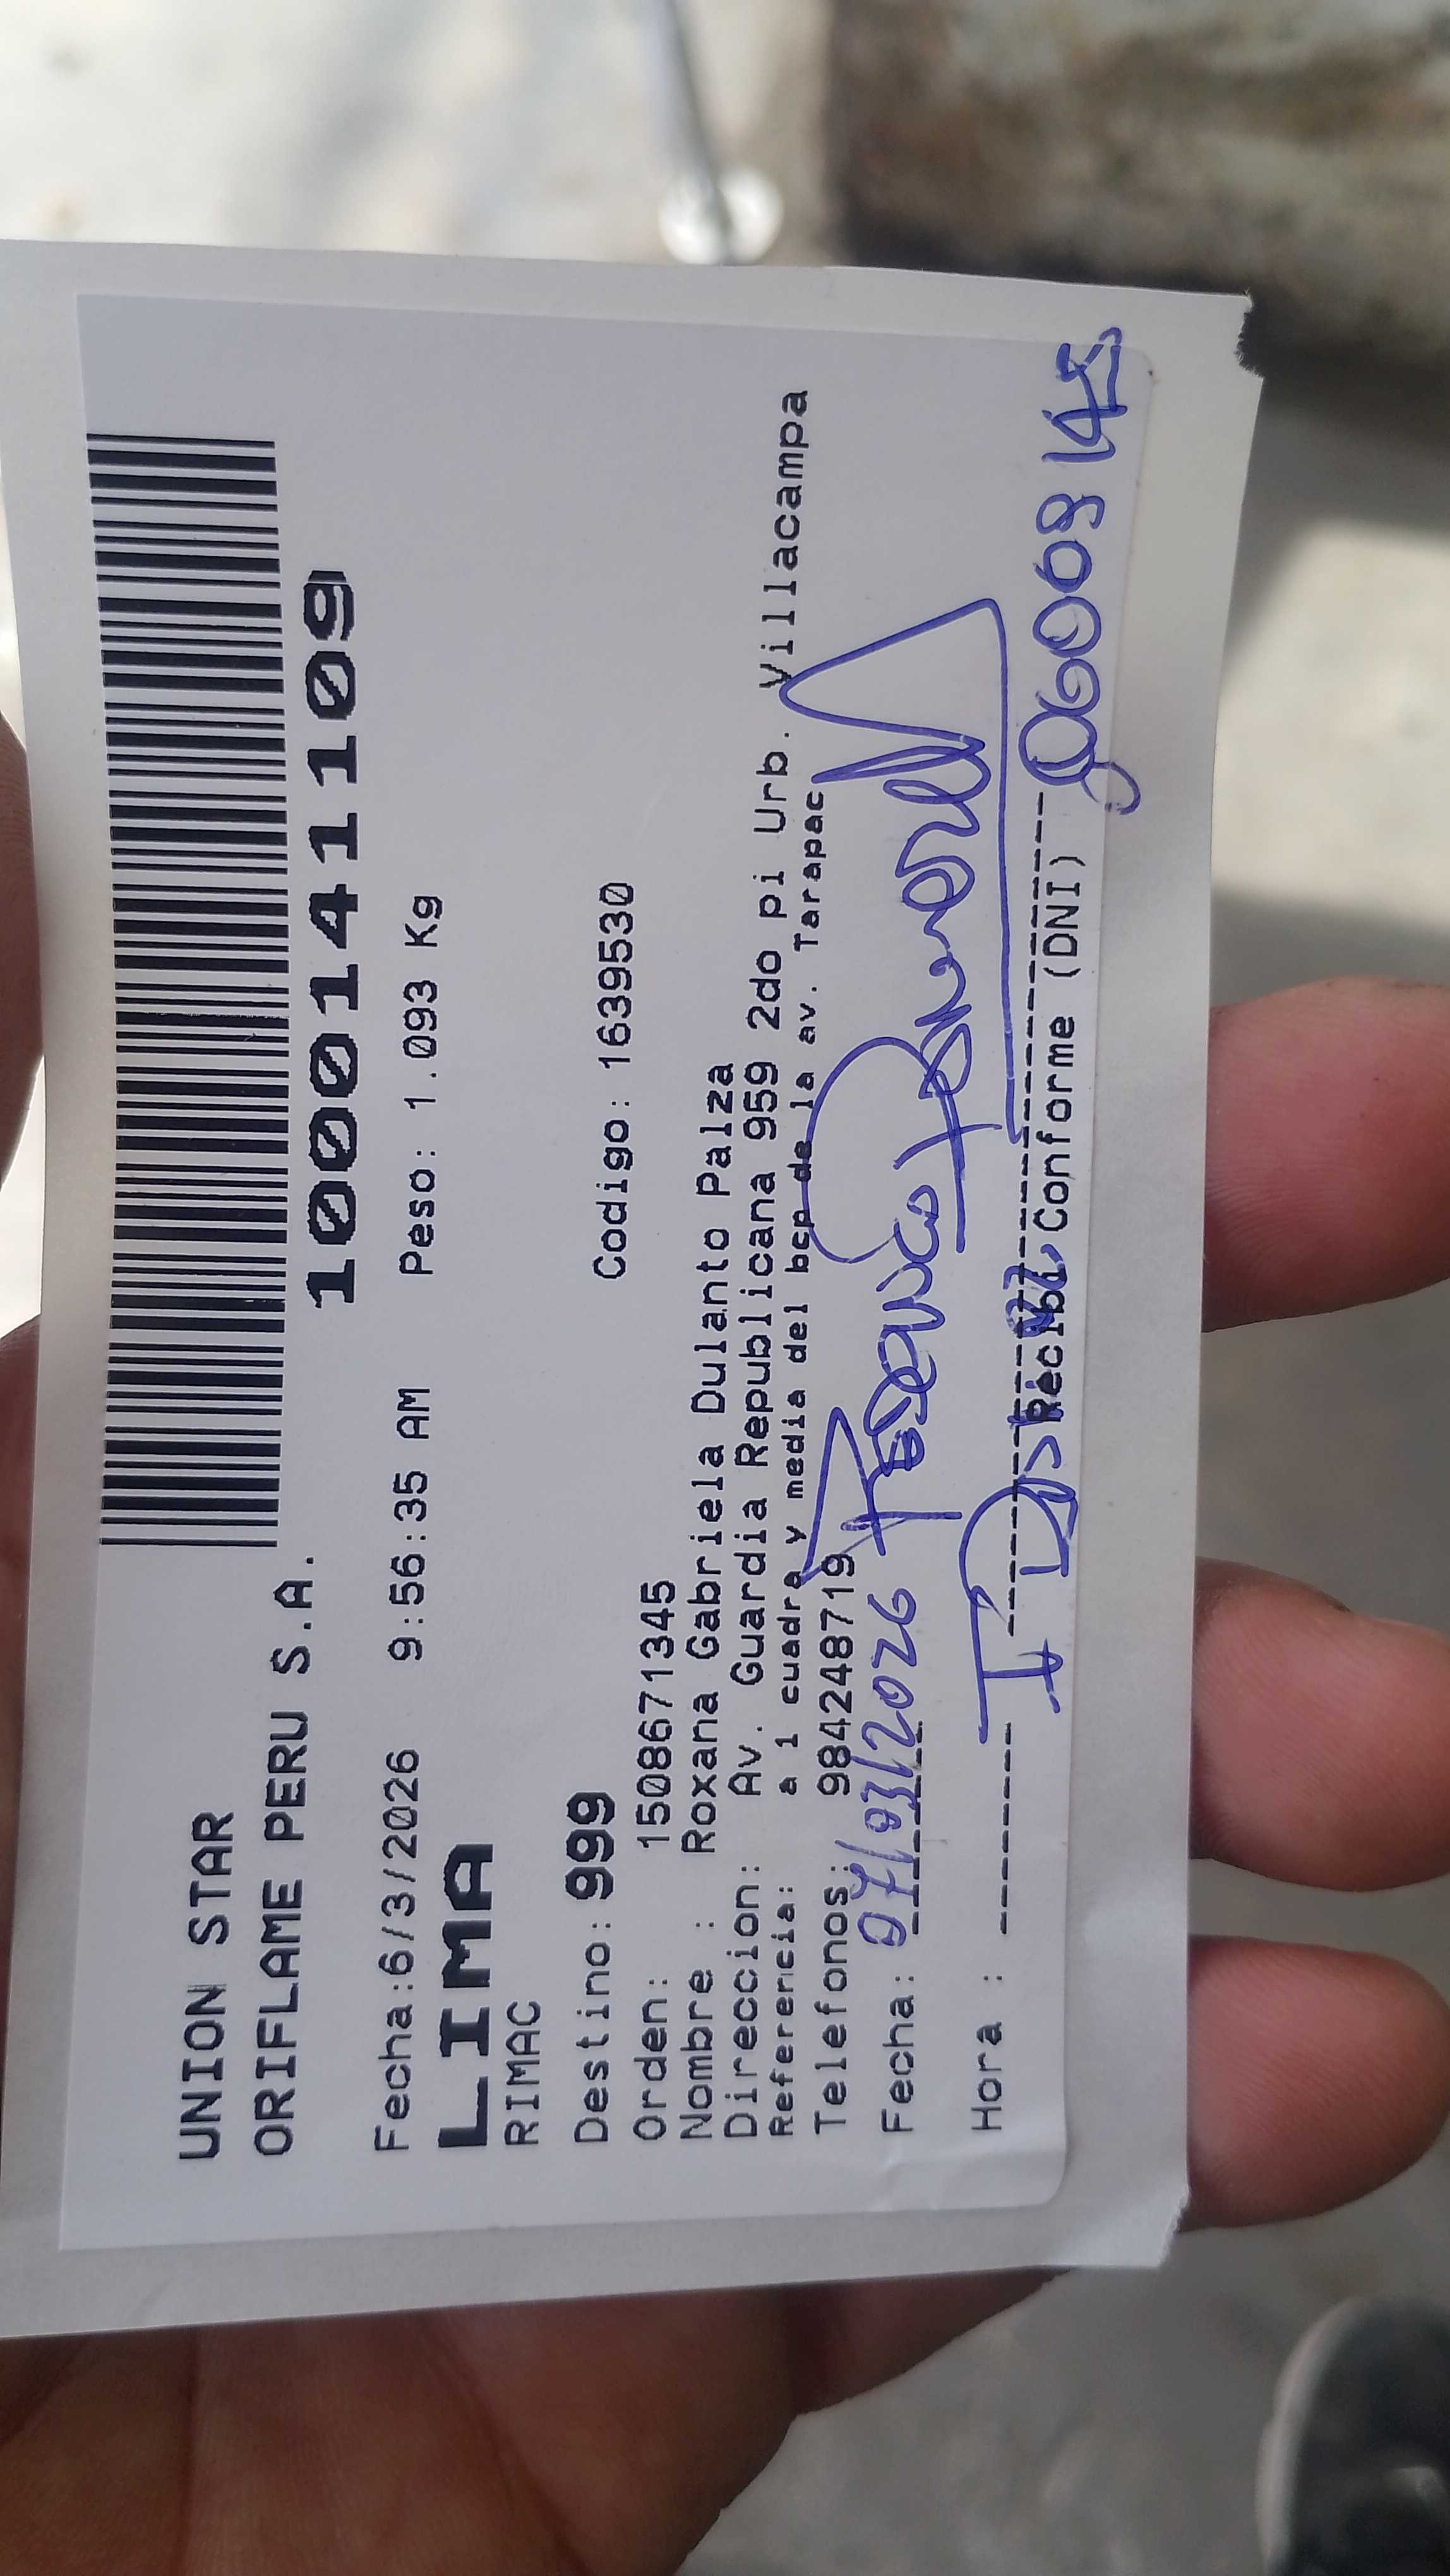 UNION STAR
ORIFLAME PERU S.A.
1000141109
Fecha:6/3/2026 9:56:35 AM Peso: 1.093 Kg
LIMA
RIMAC
Destino: 999 Codigo: 1639530
Orden: 1508671345
Nombre : Roxana Gabriela Dulanto Palza
Direccion: Av. Guardia Republicana 959 2do pi Urb. Villacampa
Referencia: a 1 cuadra y media del bcp de la av. Tarapac
Telefonos: 984248719
Fecha: 07/03/2026
Hora :
Recibi Conforme (DNI)